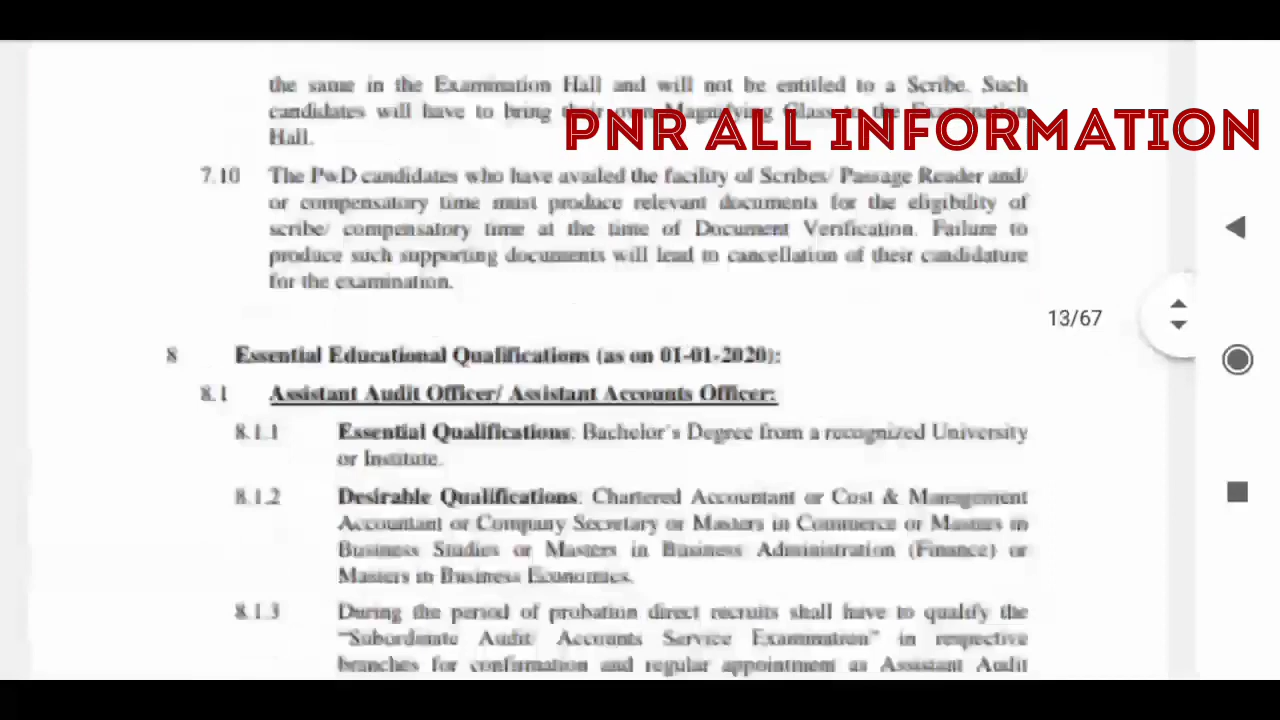 the same in the Examination Hall and will not be entitled to a Scribe. Such
candidates will have to bring their own Magnifying Glass to the Examination
Hall.
PNR ALL INFORMATION
7.10 The PwD candidates who have availed the facility of Scribes/ Passage Reader and/
or compensatory time must produce relevant documents for the eligibility of
scribe/ compensatory time at the time of Document Verification. Failure to
produce such supporting documents will lead to cancellation of their candidature
for the examination.
13/67
8 Essential Educational Qualifications (as on 01-01-2020):
8.1 Assistant Audit Officer/ Assistant Accounts Officer:
8.1.1 Essential Qualifications: Bachelor's Degree from a recognized University
or Institute.
8.1.2 Desirable Qualifications: Chartered Accountant or Cost & Management
Accountant or Company Secretary or Masters in Commerce or Masters in
Business Studies or Masters in Business Administration (Finance) or
Masters in Business Economics.
8.1.3 During the period of probation direct recruits shall have to qualify the
“Subordinate Audit/ Accounts Service Examination” in respective
branches for confirmation and regular appointment as Assistant Audit